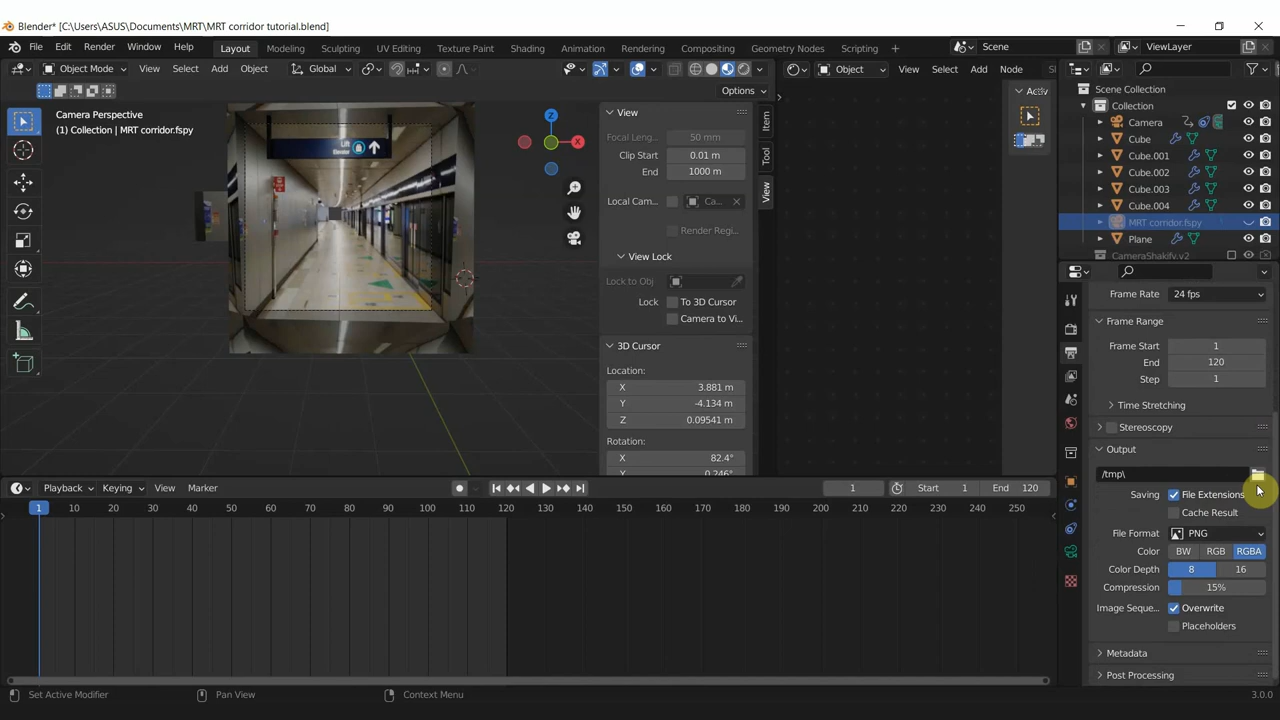 Blender* [C:\Users\ASUS\Documents\MRT\MRT corridor tutorial.blend]
File Edit Render Window Help Layout Modeling Sculpting UV Editing Texture Paint Shading Animation Rendering Compositing Geometry Nodes Scripting + Scene ViewLayer
Object Mode View Select Add Object Global Object View Select Add Node
Options
Camera Perspective
(1) Collection | MRT corridor.fspy
Lift
Elevator
Z
X
View
Focal Leng... 50 mm
Clip Start 0.01 m
End 1000 m
Local Cam... Ca...
Render Regi...
View Lock
Lock to Obj
Lock To 3D Cursor
Camera to Vi...
3D Cursor
Location:
X 3.881 m
Y -4.134 m
Z 0.09541 m
Rotation:
X 82.4°
Y 0.246°
Item
Tool
View
Activ
Scene Collection
Collection
Camera
Cube
Cube.001
Cube.002
Cube.003
Cube.004
MRT corridor.fspy
Plane
CameraShakify.v2
Frame Rate 24 fps
Frame Range
Frame Start 1
End 120
Step 1
Time Stretching
Stereoscopy
Output
/tmp\
Saving File Extensions
Cache Result
File Format PNG
Color BW RGB RGBA
Color Depth 8 16
Compression 15%
Image Seque... Overwrite
Placeholders
Metadata
Post Processing
Playback Keying View Marker 1 Start 1 End 120
1 10 20 30 40 50 60 70 80 90 100 110 120 130 140 150 160 170 180 190 200 210 220 230 240 250
Set Active Modifier Pan View Context Menu 3.0.0